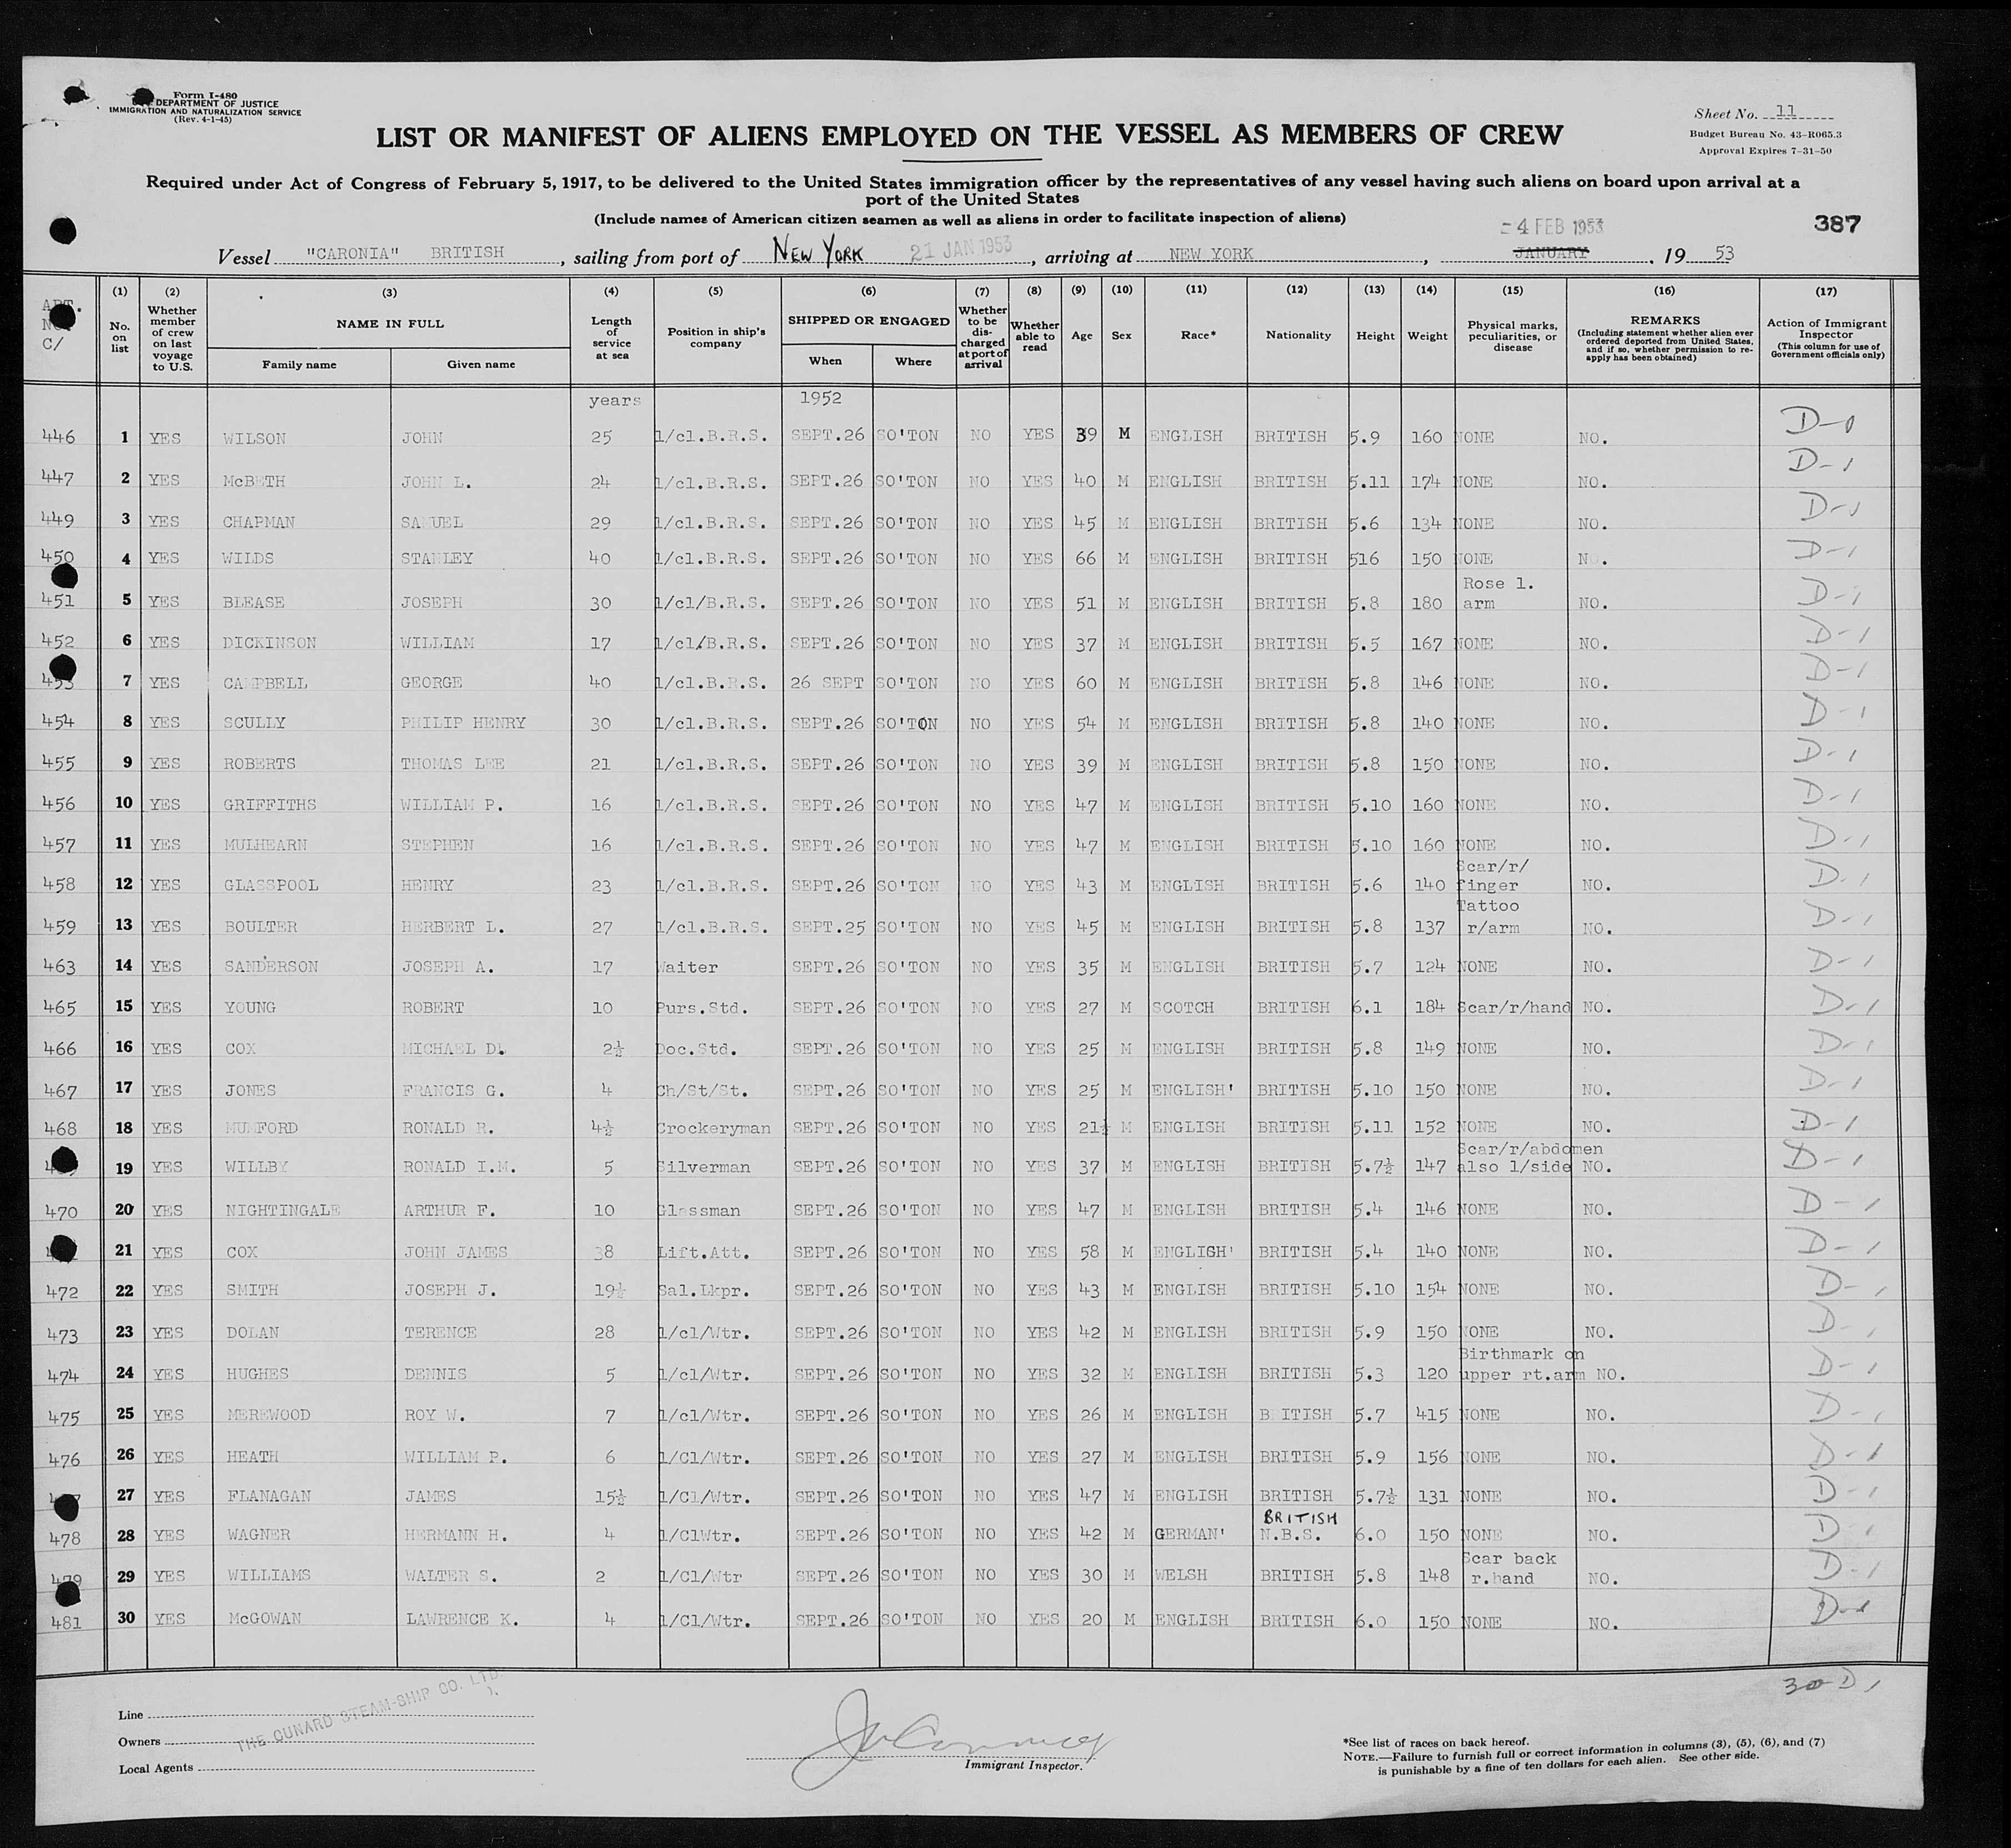 Form I-480
DEPARTMENT OF JUSTICE
IMMIGRATION AND NATURALIZATION SERVICE
(Rev. 4-1-45)
Sheet No. 11
Budget Bureau No. 43-R065.3
Approval Expires 7-31-50
LIST OR MANIFEST OF ALIENS EMPLOYED ON THE VESSEL AS MEMBERS OF CREW
Required under Act of Congress of February 5, 1917, to be delivered to the United States immigration officer by the representatives of any vessel having such aliens on board upon arrival at a
port of the United States
(Include names of American citizen seamen as well as aliens in order to facilitate inspection of aliens)
- 4 FEB 1953
387
Vessel "CARONIA" BRITISH, sailing from port of NEW YORK 21 JAN 1953, arriving at NEW YORK, JANUARY, 19 53
C/
(1) No. on list
(2) Whether member of crew on last voyage to U.S.
(3) NAME IN FULL
Family name Given name
(4) Length of service at sea
(5) Position in ship's company
(6) SHIPPED OR ENGAGED
When Where
(7) Whether to be discharged at port of arrival
(8) Whether able to read
(9) Age
(10) Sex
(11) Race*
(12) Nationality
(13) Height
(14) Weight
(15) Physical marks, peculiarities, or disease
(16) REMARKS (Including statement whether alien ever ordered deported from United States, and if so, whether permission to re-apply has been obtained)
(17) Action of Immigrant Inspector (This column for use of Government officials only)
years 1952
446 1 YES WILSON JOHN 25 1/cl.B.R.S. SEPT.26 SO'TON NO YES 39 M ENGLISH BRITISH 5.9 160 NONE NO. D-1
447 2 YES McBETH JOHN L. 24 1/cl.B.R.S. SEPT.26 SO'TON NO YES 40 M ENGLISH BRITISH 5.11 174 NONE NO. D-1
449 3 YES CHAPMAN SAMUEL 29 1/cl.B.R.S. SEPT.26 SO'TON NO YES 45 M ENGLISH BRITISH 5.6 134 NONE NO. D-1
450 4 YES WILDS STANLEY 40 1/cl.B.R.S. SEPT.26 SO'TON NO YES 66 M ENGLISH BRITISH 516 150 NONE NO. D-1
451 5 YES BLEASE JOSEPH 30 1/cl/B.R.S. SEPT.26 SO'TON NO YES 51 M ENGLISH BRITISH 5.8 180 Rose l. arm NO. D-1
452 6 YES DICKINSON WILLIAM 17 1/cl/B.R.S. SEPT.26 SO'TON NO YES 37 M ENGLISH BRITISH 5.5 167 NONE NO. D-1
453 7 YES CAMPBELL GEORGE 40 1/cl.B.R.S. 26 SEPT SO'TON NO YES 60 M ENGLISH BRITISH 5.8 146 NONE NO. D-1
454 8 YES SCULLY PHILIP HENRY 30 1/cl.B.R.S. SEPT.26 SO'TON NO YES 54 M ENGLISH BRITISH 5.8 140 NONE NO. D-1
455 9 YES ROBERTS THOMAS LEE 21 1/cl.B.R.S. SEPT.26 SO'TON NO YES 39 M ENGLISH BRITISH 5.8 150 NONE NO. D-1
456 10 YES GRIFFITHS WILLIAM P. 16 1/cl.B.R.S. SEPT.26 SO'TON NO YES 47 M ENGLISH BRITISH 5.10 160 NONE NO. D-1
457 11 YES MULHEARN STEPHEN 16 1/cl.B.R.S. SEPT.26 SO'TON NO YES 47 M ENGLISH BRITISH 5.10 160 NONE NO. D-1
458 12 YES GLASSPOOL HENRY 23 1/cl.B.R.S. SEPT.26 SO'TON NO YES 43 M ENGLISH BRITISH 5.6 140 Scar/r/ finger NO. D-1
459 13 YES BOULTER HERBERT L. 27 1/cl.B.R.S. SEPT.25 SO'TON NO YES 45 M ENGLISH BRITISH 5.8 137 Tattoo r/arm NO. D-1
463 14 YES SANDERSON JOSEPH A. 17 Waiter SEPT.26 SO'TON NO YES 35 M ENGLISH BRITISH 5.7 124 NONE NO. D-1
465 15 YES YOUNG ROBERT 10 Purs.Std. SEPT.26 SO'TON NO YES 27 M SCOTCH BRITISH 6.1 184 Scar/r/hand NO. D-1
466 16 YES COX MICHAEL D. 2½ Doc.Std. SEPT.26 SO'TON NO YES 25 M ENGLISH BRITISH 5.8 149 NONE NO. D-1
467 17 YES JONES FRANCIS G. 4 Ch/St/St. SEPT.26 SO'TON NO YES 25 M ENGLISH' BRITISH 5.10 150 NONE NO. D-1
468 18 YES MUMFORD RONALD R. 4½ Crockeryman SEPT.26 SO'TON NO YES 21½ M ENGLISH BRITISH 5.11 152 NONE NO. D-1
19 YES WILLBY RONALD I.M. 5 Silverman SEPT.26 SO'TON NO YES 37 M ENGLISH BRITISH 5.7½ 147 Scar/r/abdomen also l/side NO. D-1
470 20 YES NIGHTINGALE ARTHUR F. 10 Glassman SEPT.26 SO'TON NO YES 47 M ENGLISH BRITISH 5.4 146 NONE NO. D-1
21 YES COX JOHN JAMES 38 Lift.Att. SEPT.26 SO'TON NO YES 58 M ENGLIGH' BRITISH 5.4 140 NONE NO. D-1
472 22 YES SMITH JOSEPH J. 19½ Sal.Lkpr. SEPT.26 SO'TON NO YES 43 M ENGLISH BRITISH 5.10 154 NONE NO. D-1
473 23 YES DOLAN TERENCE 28 1/cl/Wtr. SEPT.26 SO'TON NO YES 42 M ENGLISH BRITISH 5.9 150 NONE NO. D-1
474 24 YES HUGHES DENNIS 5 1/cl/Wtr. SEPT.26 SO'TON NO YES 32 M ENGLISH BRITISH 5.3 120 Birthmark on upper rt.arm NO. D-1
475 25 YES MEREWOOD ROY W. 7 1/cl/Wtr. SEPT.26 SO'TON NO YES 26 M ENGLISH B ITISH 5.7 415 NONE NO. D-1
476 26 YES HEATH WILLIAM P. 6 1/Cl/Wtr. SEPT.26 SO'TON NO YES 27 M ENGLISH BRITISH 5.9 156 NONE NO. D-1
27 YES FLANAGAN JAMES 15½ 1/Cl/Wtr. SEPT.26 SO'TON NO YES 47 M ENGLISH BRITISH 5.7½ 131 NONE NO. D-1
478 28 YES WAGNER HERMANN H. 4 1/ClWtr. SEPT.26 SO'TON NO YES 42 M GERMAN' BRITISH N.B.S. 6.0 150 NONE NO. D-1
479 29 YES WILLIAMS WALTER S. 2 1/Cl/Wtr SEPT.26 SO'TON NO YES 30 M WELSH BRITISH 5.8 148 Scar back r.hand NO. D-1
481 30 YES McGOWAN LAWRENCE K. 4 1/Cl/Wtr. SEPT.26 SO'TON NO YES 20 M ENGLISH BRITISH 6.0 150 NONE NO. D-1
30 D 1
Line
Owners THE CUNARD STEAM-SHIP CO. LTD.
Local Agents
Immigrant Inspector.
*See list of races on back hereof.
NOTE.—Failure to furnish full or correct information in columns (3), (5), (6), and (7)
is punishable by a fine of ten dollars for each alien. See other side.